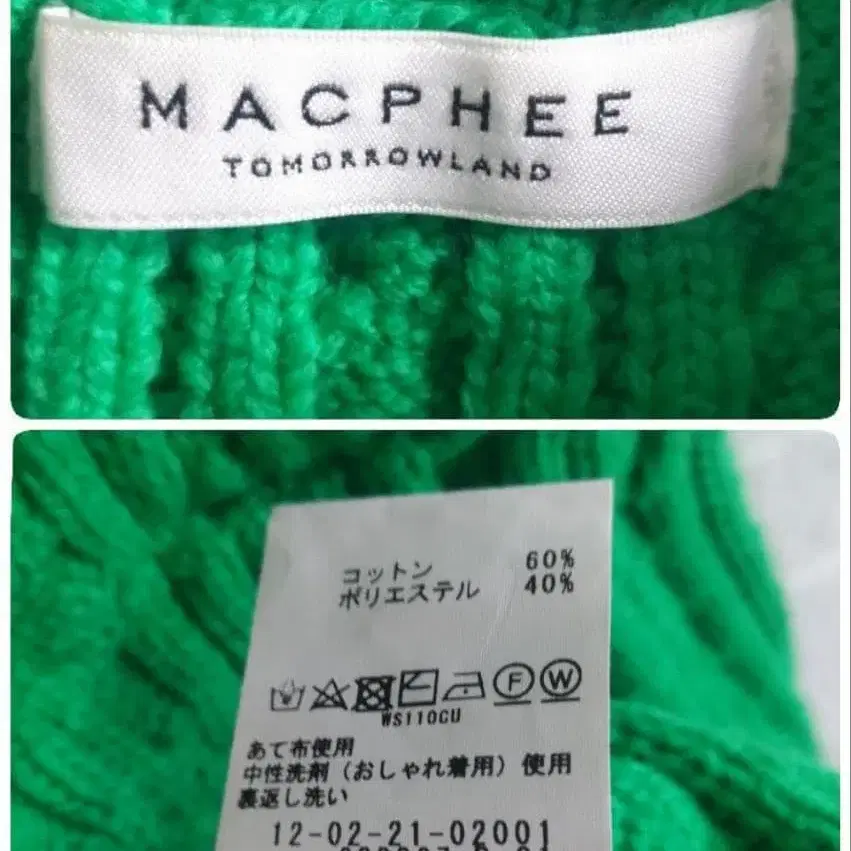 MACPHEE
TOMORROWLAND
コットン 60%
ポリエステル 40%
F W
WS110CU
あて布使用
中性洗剤（おしゃれ着用）使用
裏返し洗い
12-02-21-02001